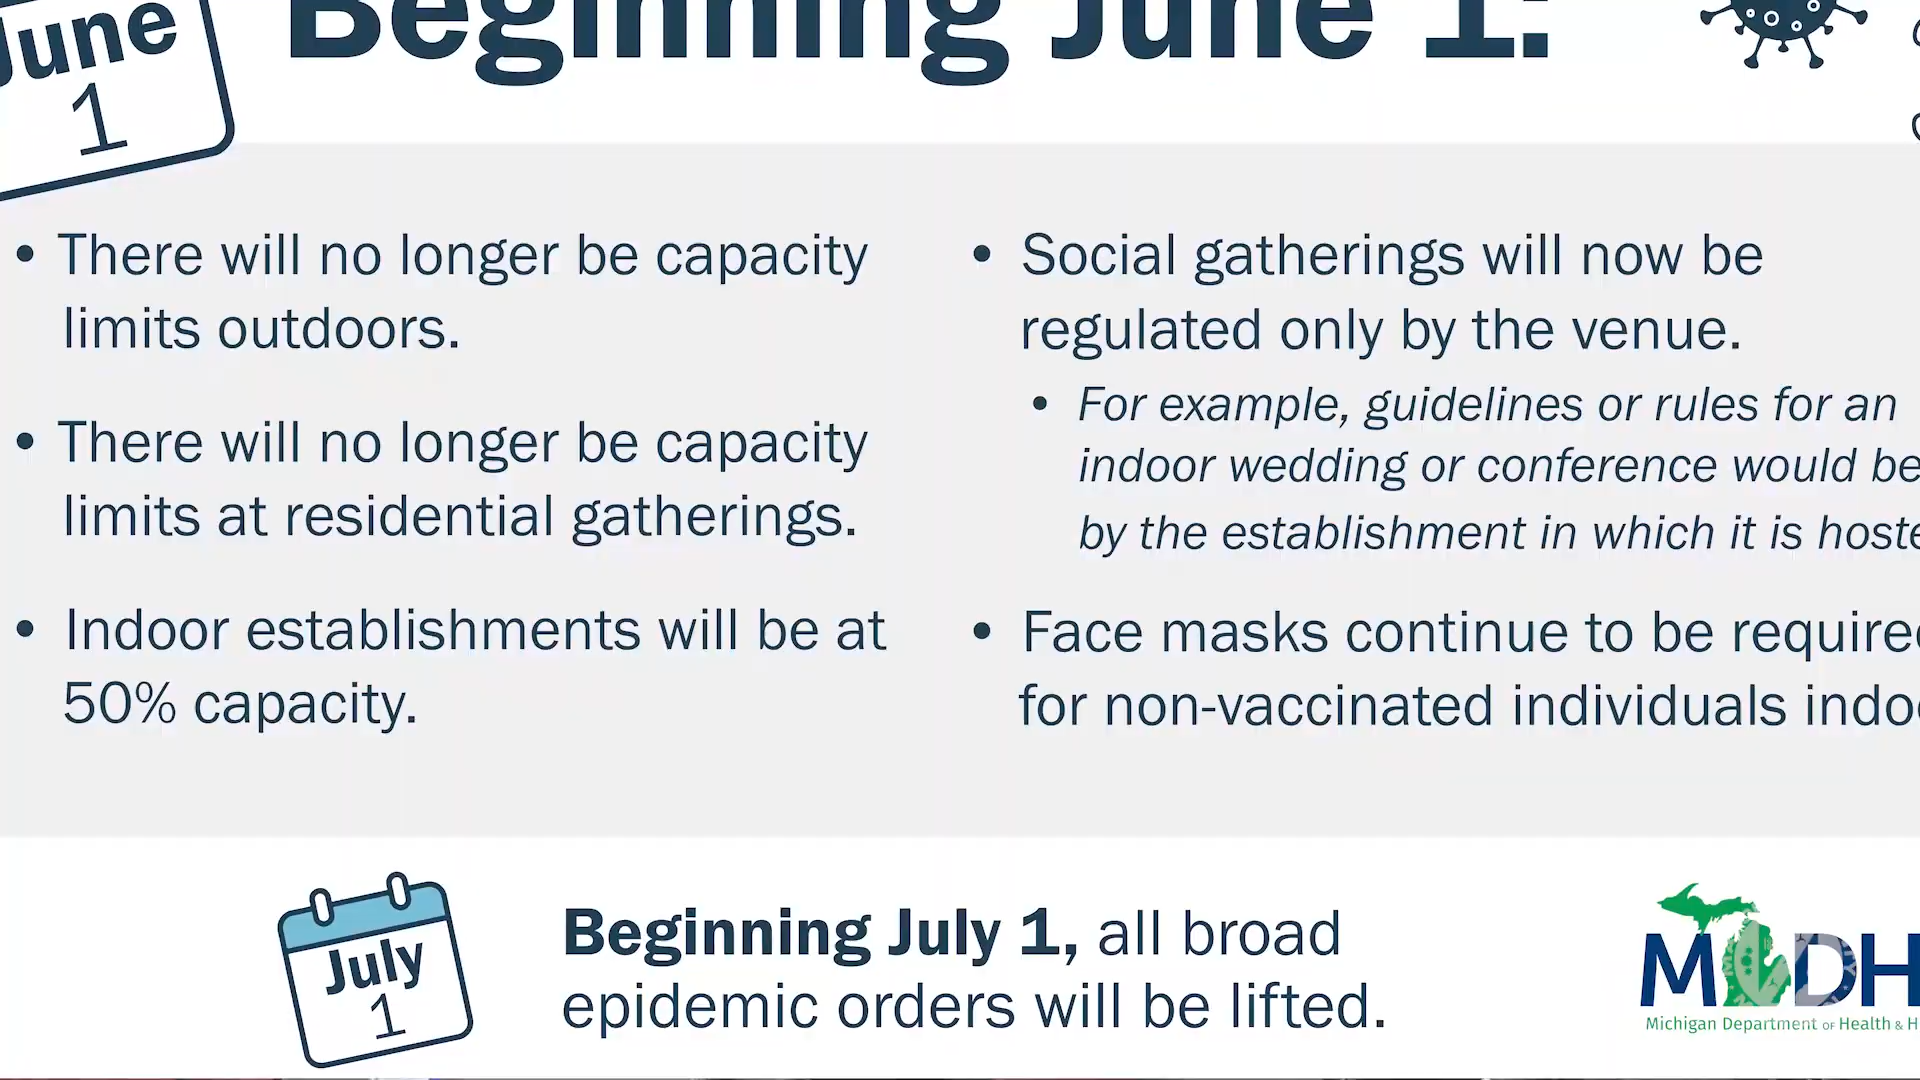 June
1
Beginning June 1:
• There will no longer be capacity
limits outdoors.
• There will no longer be capacity
limits at residential gatherings.
• Indoor establishments will be at
50% capacity.
• Social gatherings will now be
regulated only by the venue.
• For example, guidelines or rules for an
indoor wedding or conference would be
by the establishment in which it is hoste
• Face masks continue to be require
for non-vaccinated individuals indo
July
1
Beginning July 1, all broad
epidemic orders will be lifted.
M DH
Michigan Department of Health & H